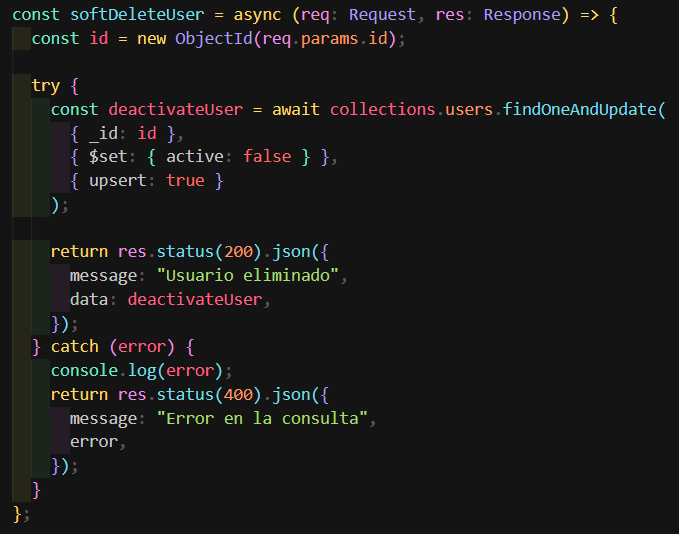 const softDeleteUser = async (req: Request, res: Response) => {
  const id = new ObjectId(req.params.id);

  try {
    const deactivateUser = await collections.users.findOneAndUpdate(
      { _id: id },
      { $set: { active: false } },
      { upsert: true }
    );

    return res.status(200).json({
      message: "Usuario eliminado",
      data: deactivateUser,
    });
  } catch (error) {
    console.log(error);
    return res.status(400).json({
      message: "Error en la consulta",
      error,
    });
  }
};